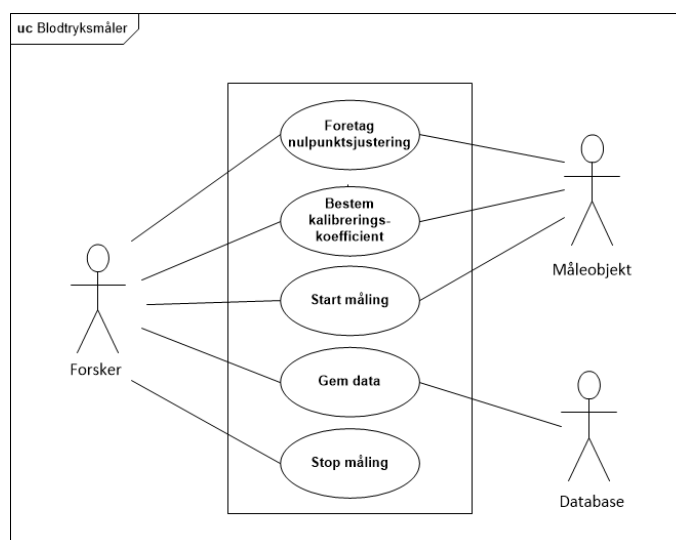 uc Blodtryksmåler
Foretag
nulpunktsjustering
Bestem
kalibrerings-
koefficient
Måleobjekt
Start måling
Forsker
Gem data
Stop måling
Database